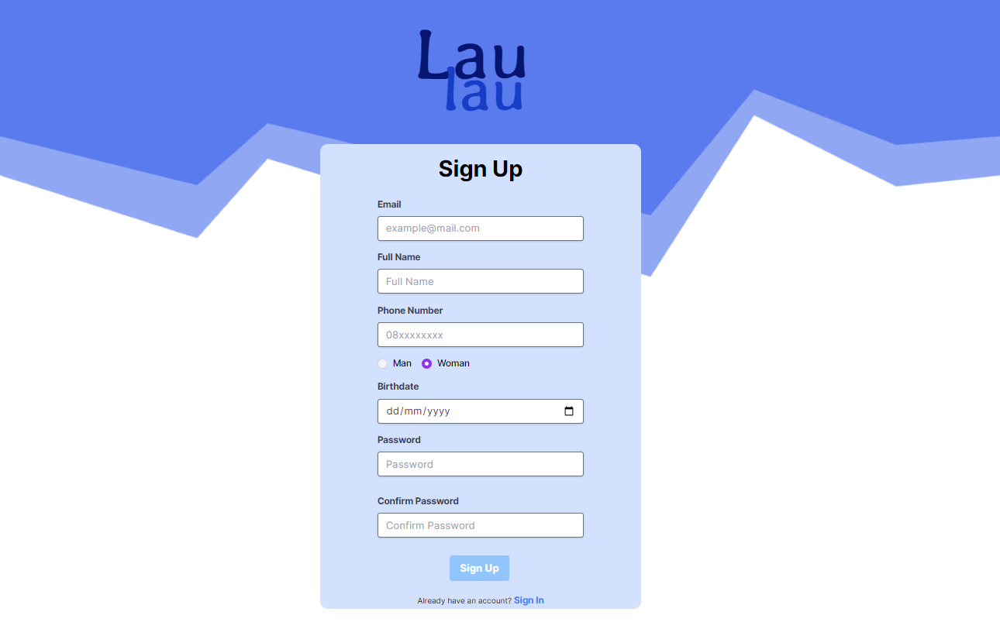 Lau
lau
Sign Up
Email
example@mail.com
Full Name
Full Name
Phone Number
08xxxxxxxx
Man Woman
Birthdate
dd/mm/yyyy
Password
Password
Confirm Password
Confirm Password
Sign Up
Already have an account? Sign In